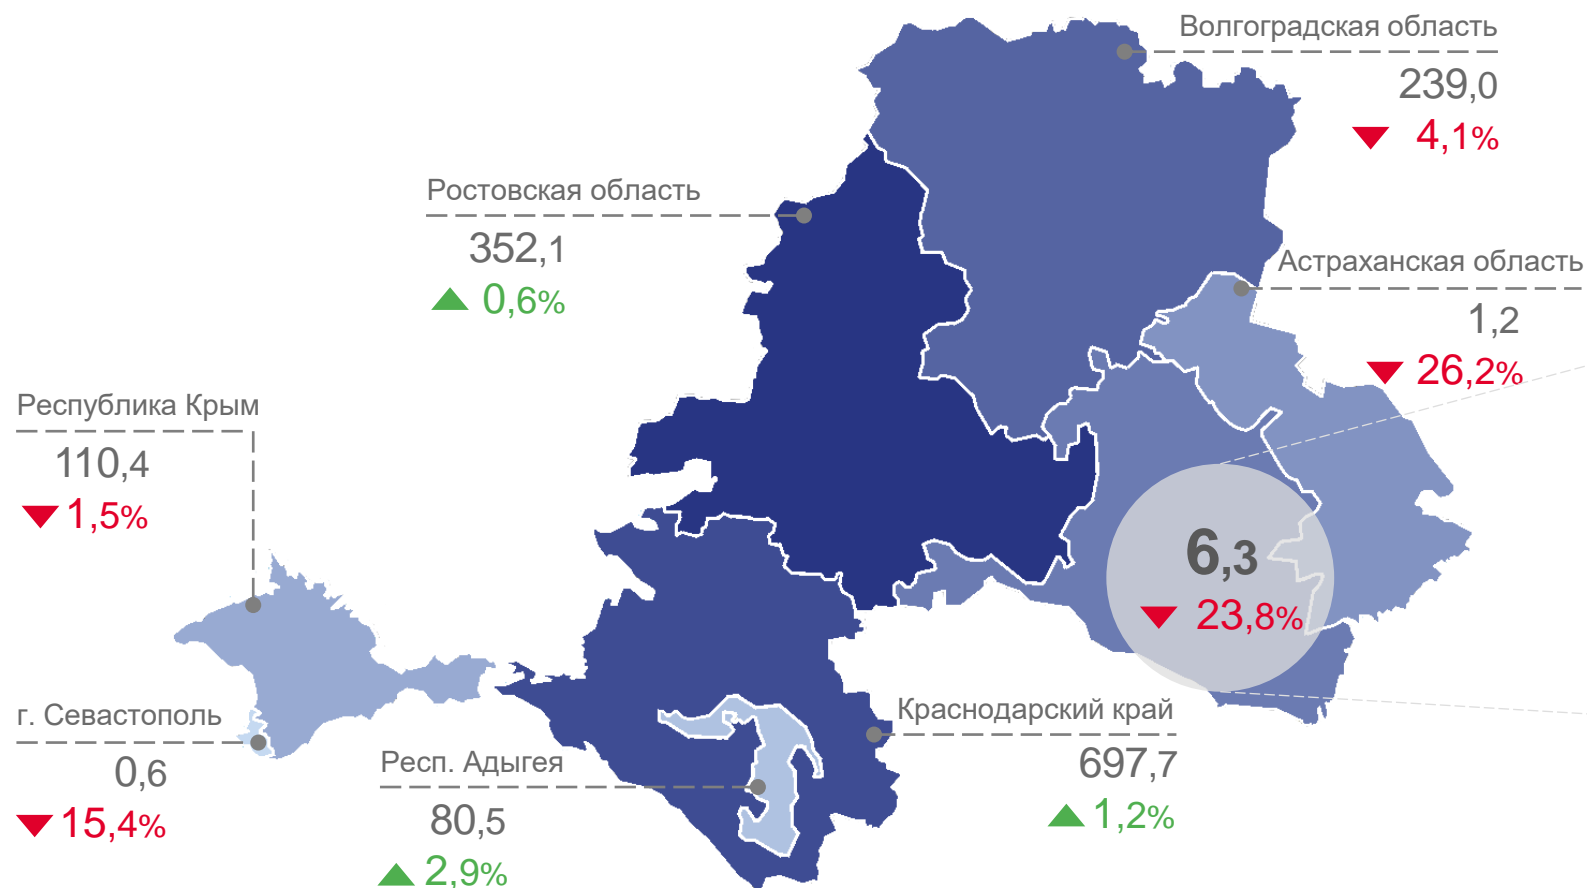 Волгоградская область
239,0
4,1%
Ростовская область
352,1
0,6%
Астраханская область
1,2
26,2%
Республика Крым
110,4
1,5%
6,3
23,8%
г. Севастополь
0,6
15,4%
Респ. Адыгея
80,5
2,9%
Краснодарский край
697,7
1,2%